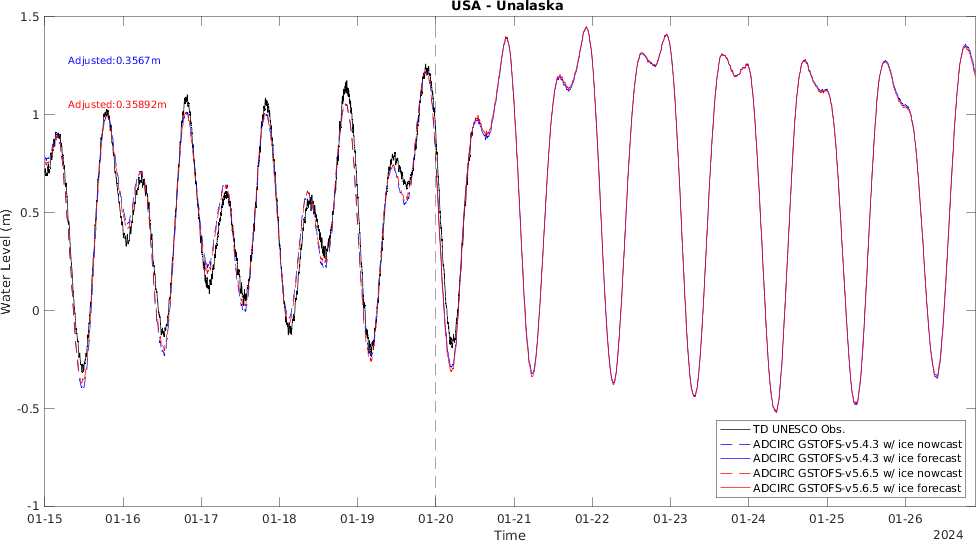 USA - Unalaska
1.5
1
0.5
0
-0.5
-1
Water Level (m)
Adjusted:0.3567m
Adjusted:0.35892m
TD UNESCO Obs.
ADCIRC GSTOFS-v5.4.3 w/ ice nowcast
ADCIRC GSTOFS-v5.4.3 w/ ice forecast
ADCIRC GSTOFS-v5.6.5 w/ ice nowcast
ADCIRC GSTOFS-v5.6.5 w/ ice forecast
01-15 01-16 01-17 01-18 01-19 01-20 01-21 01-22 01-23 01-24 01-25 01-26
Time
2024